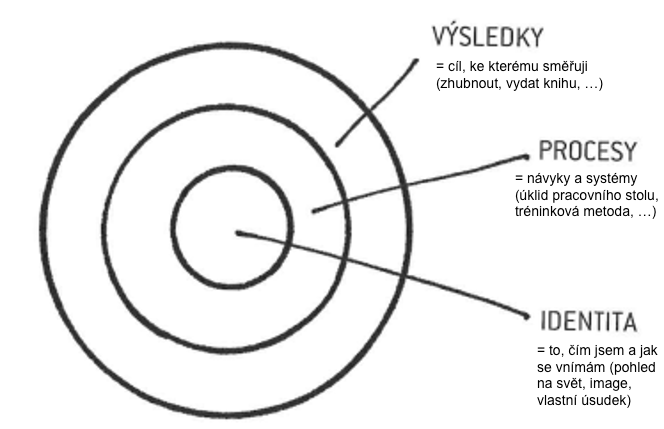 VÝSLEDKY
= cíl, ke kterému směřuji
(zhubnout, vydat knihu, …)
PROCESY
= návyky a systémy
(úklid pracovního stolu,
tréninková metoda, …)
IDENTITA
= to, čím jsem a jak
se vnímám (pohled
na svět, image,
vlastní úsudek)